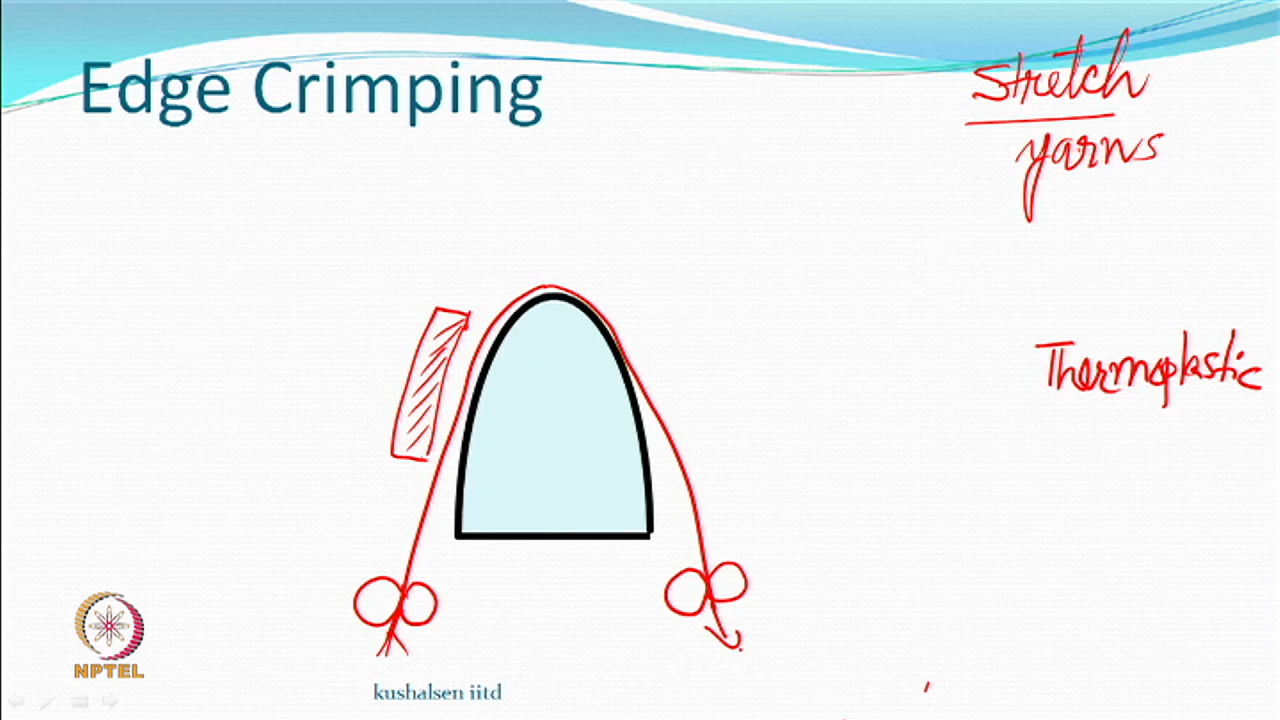 Edge Crimping
Stretch
yarns
Thermoplastic
NPTEL
kushalsen iitd